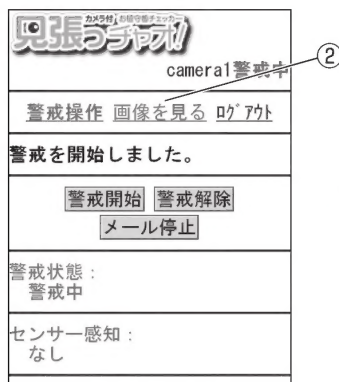 カメラ付 お留守番チェッカー
見張っチャオ!
camera1警戒中
②
警戒操作 画像を見る ﾛｸﾞｱｳﾄ
警戒を開始しました。
警戒開始 警戒解除
メール停止
警戒状態:
警戒中
センサー感知:
なし